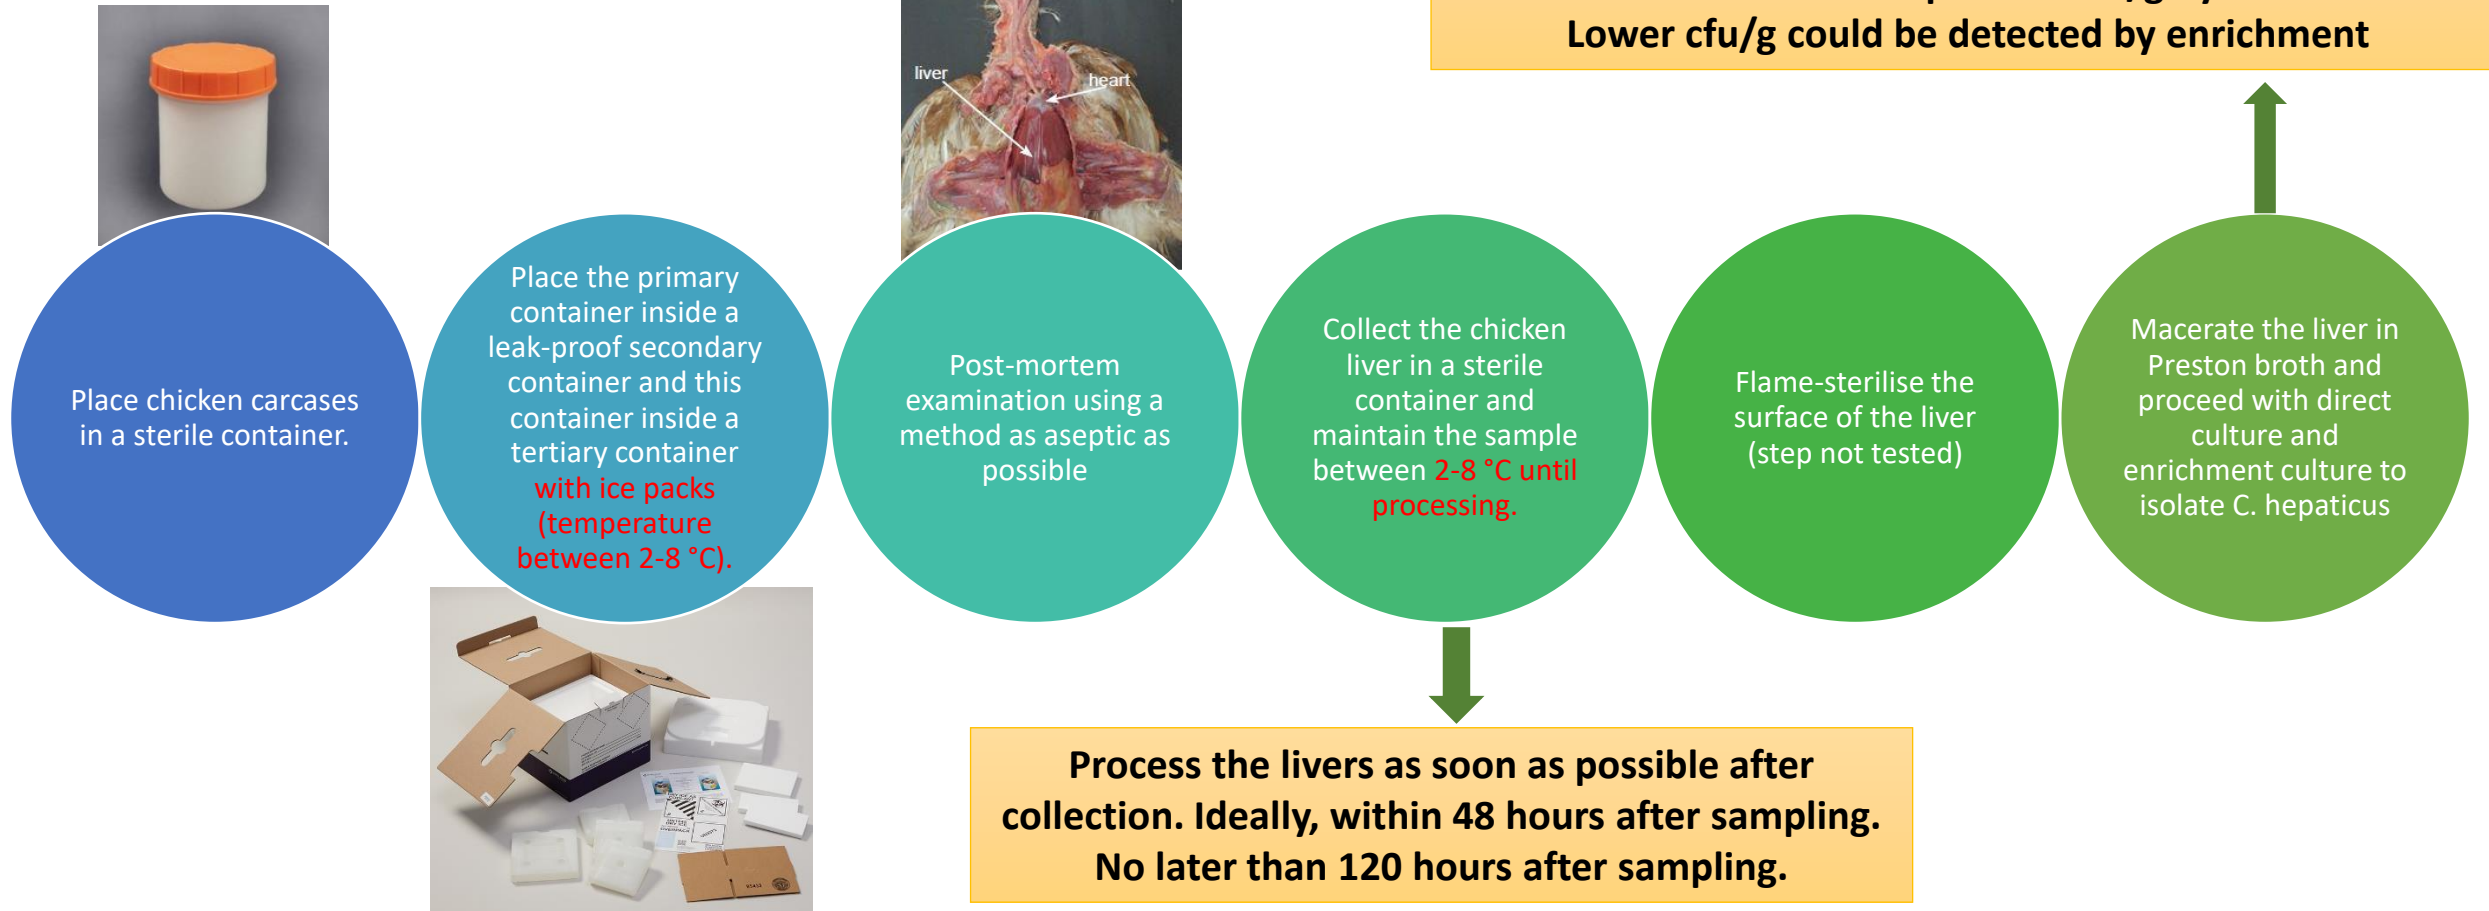 Lower cfu/g could be detected by enrichment
liver
heart
Place chicken carcases
in a sterile container.
Place the primary
container inside a
leak-proof secondary
container and this
container inside a
tertiary container
with ice packs
(temperature
between 2-8 °C).
Post-mortem
examination using a
method as aseptic as
possible
Collect the chicken
liver in a sterile
container and
maintain the sample
between 2-8 °C until
processing.
Flame-sterilise the
surface of the liver
(step not tested)
Macerate the liver in
Preston broth and
proceed with direct
culture and
enrichment culture to
isolate C. hepaticus
Process the livers as soon as possible after
collection. Ideally, within 48 hours after sampling.
No later than 120 hours after sampling.